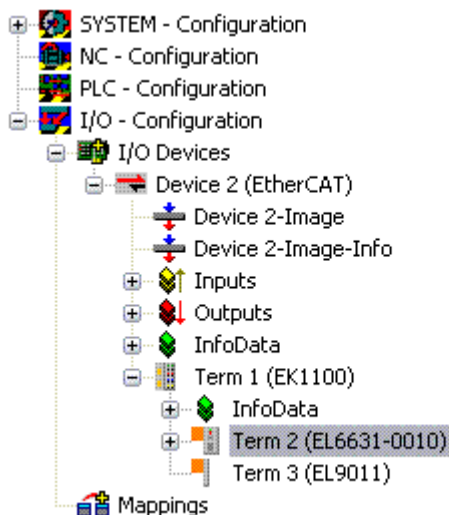 SYSTEM - Configuration
NC - Configuration
PLC - Configuration
I/O - Configuration
I/O Devices
Device 2 (EtherCAT)
Device 2-Image
Device 2-Image-Info
Inputs
Outputs
InfoData
Term 1 (EK1100)
InfoData
Term 2 (EL6631-0010)
Term 3 (EL9011)
Mappings